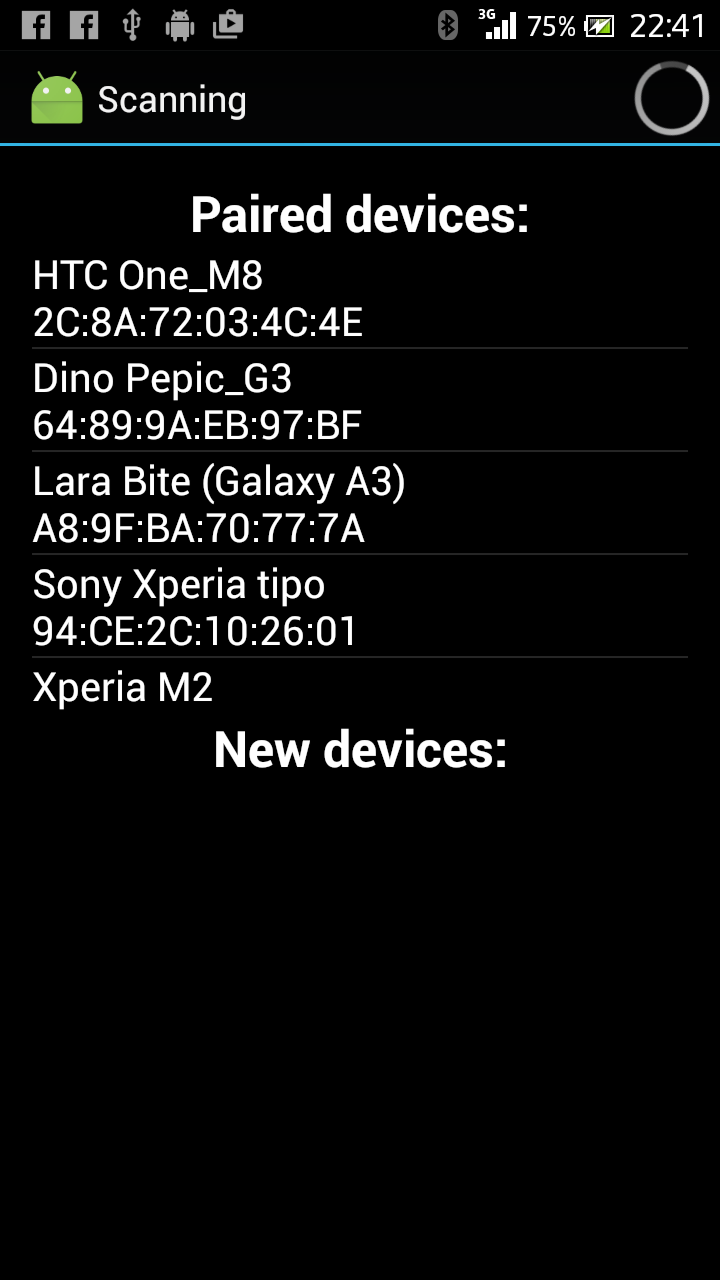 3G 75% 22:41
Scanning
Paired devices:
HTC One_M8
2C:8A:72:03:4C:4E
Dino Pepic_G3
64:89:9A:EB:97:BF
Lara Bite (Galaxy A3)
A8:9F:BA:70:77:7A
Sony Xperia tipo
94:CE:2C:10:26:01
Xperia M2
New devices: